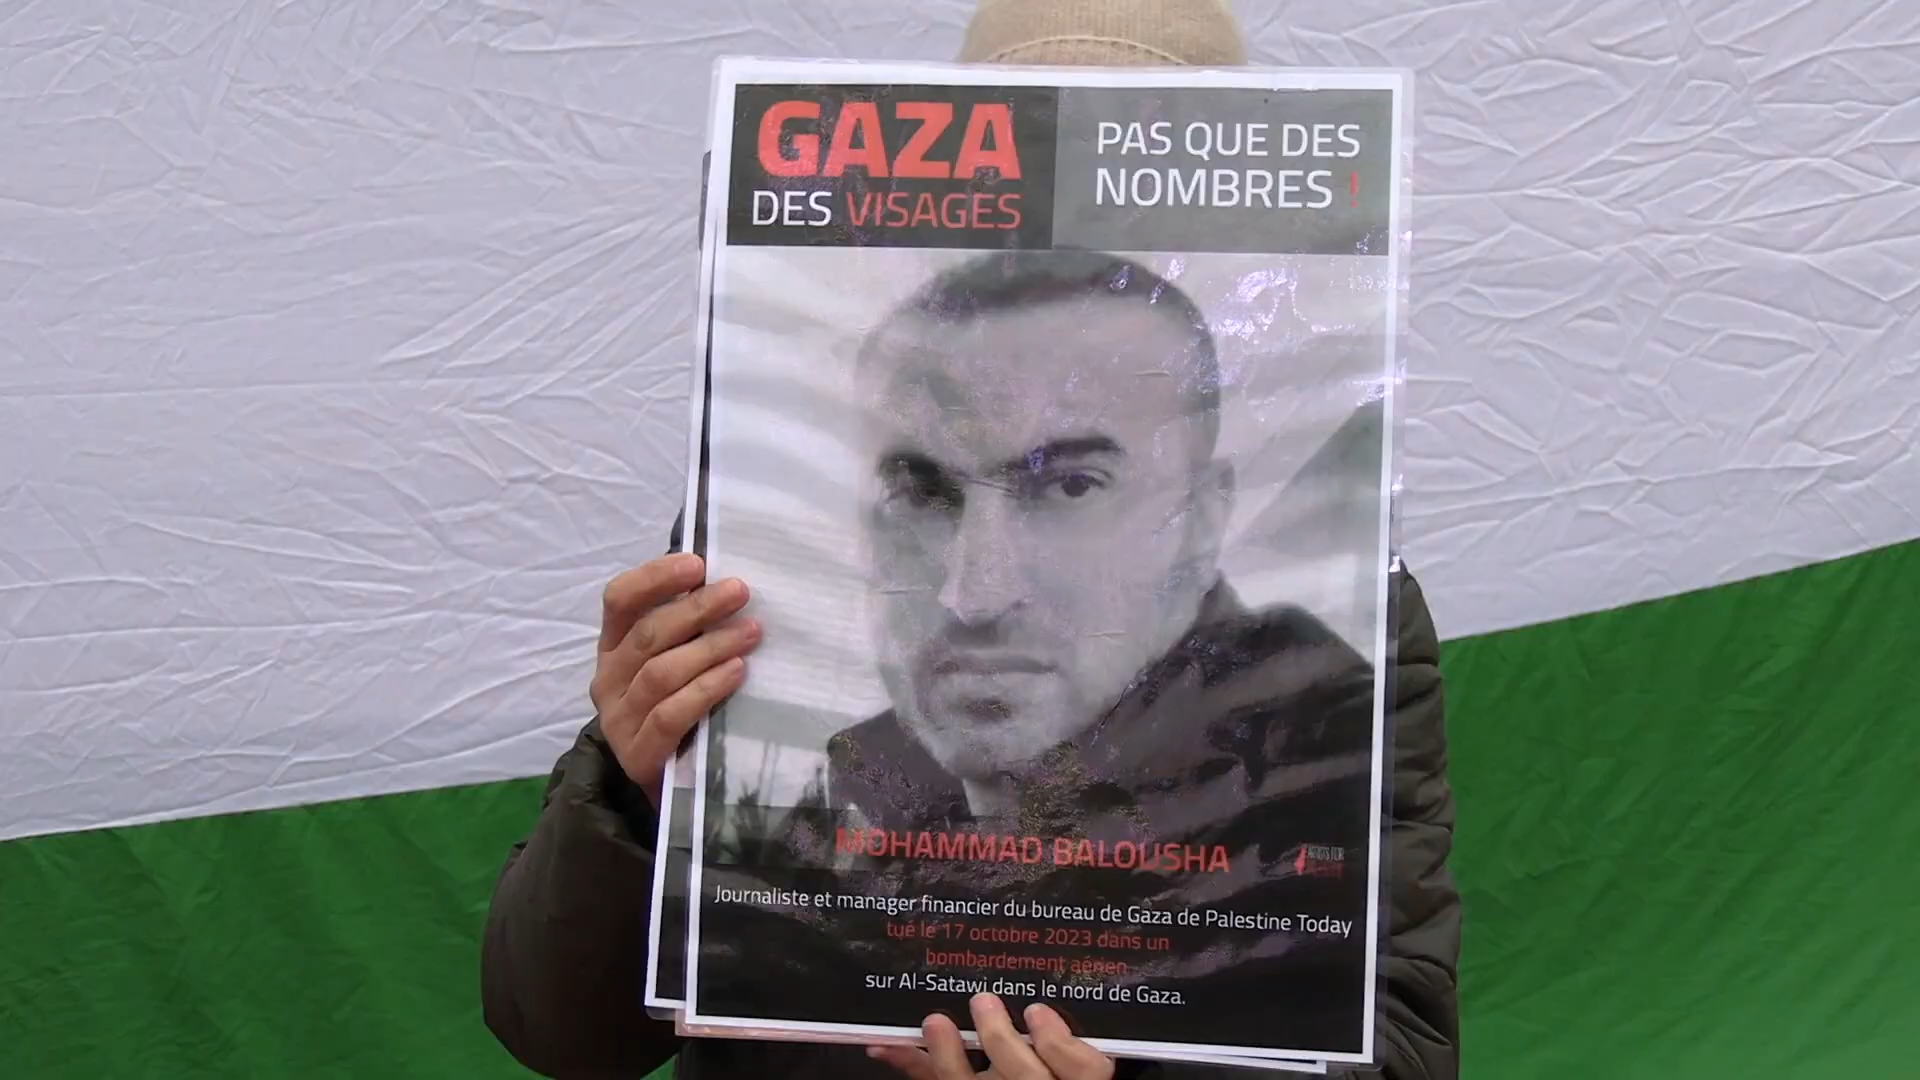 GAZA
DES VISAGES
PAS QUE DES
NOMBRES !
MOHAMMAD BALOUSHA
Journaliste et manager financier du bureau de Gaza de Palestine Today
tué le 17 octobre 2023 dans un
bombardement aérien
sur Al-Satawi dans le nord de Gaza.